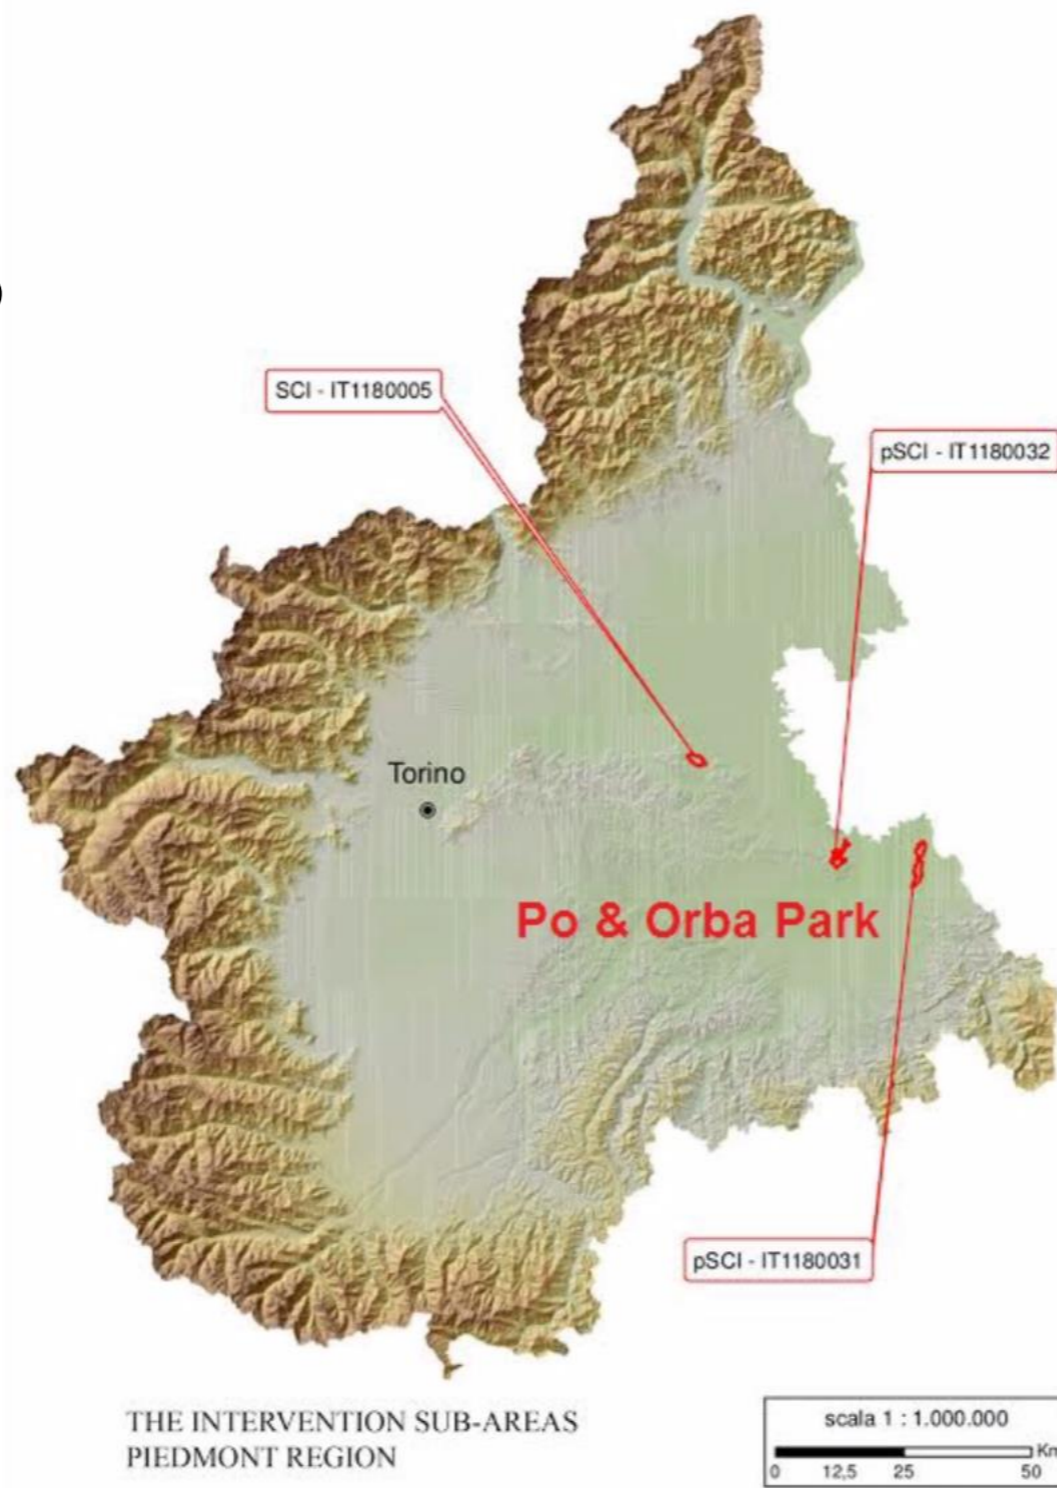 )
SCI - IT1180005
pSCI - IT1180032
Torino
Po & Orba Park
pSCI - IT1180031
THE INTERVENTION SUB-AREAS
PIEDMONT REGION
scala 1 : 1.000.000
Km
0 12,5 25 50